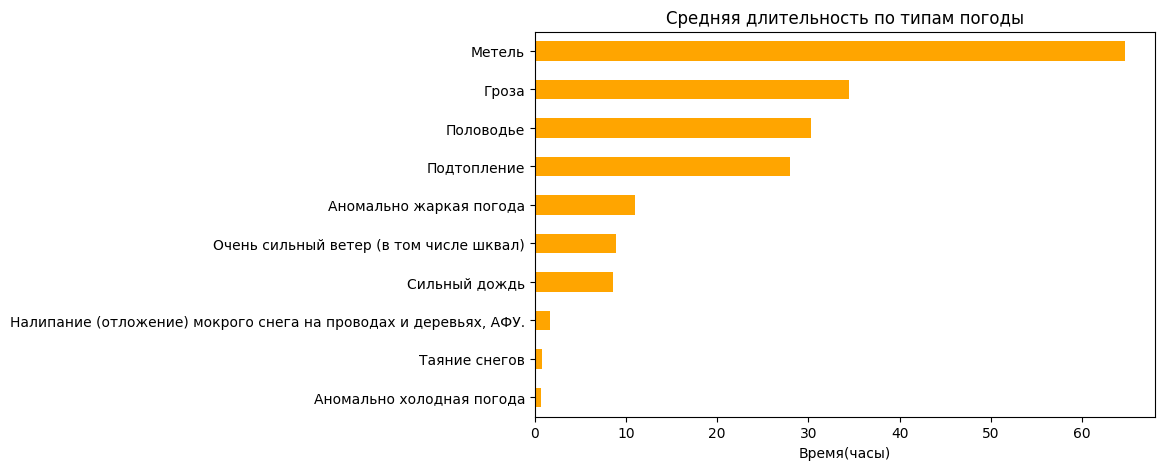 Средняя длительность по типам погоды
Метель
Гроза
Половодье
Подтопление
Аномально жаркая погода
Очень сильный ветер (в том числе шквал)
Сильный дождь
Налипание (отложение) мокрого снега на проводах и деревьях, АФУ.
Таяние снегов
Аномально холодная погода
0 10 20 30 40 50 60
Время(часы)